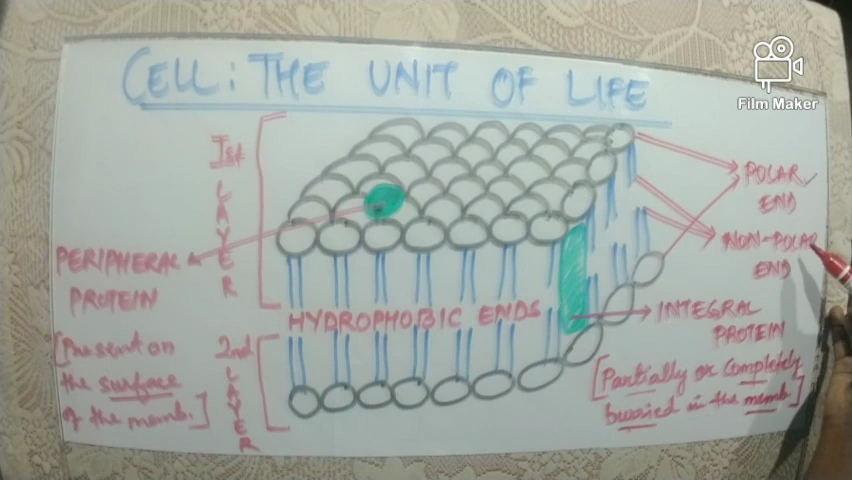 Film Maker
CELL: THE UNIT OF LIFE
Ist
LAYER
POLAR
END
NON-POLAR
END
PERIPHERAL
PROTEIN
[Present on
the surface
of the memb.]
HYDROPHOBIC ENDS
INTEGRAL
PROTEIN
[Partially or completely
buried in the memb.]
2nd
LAYER